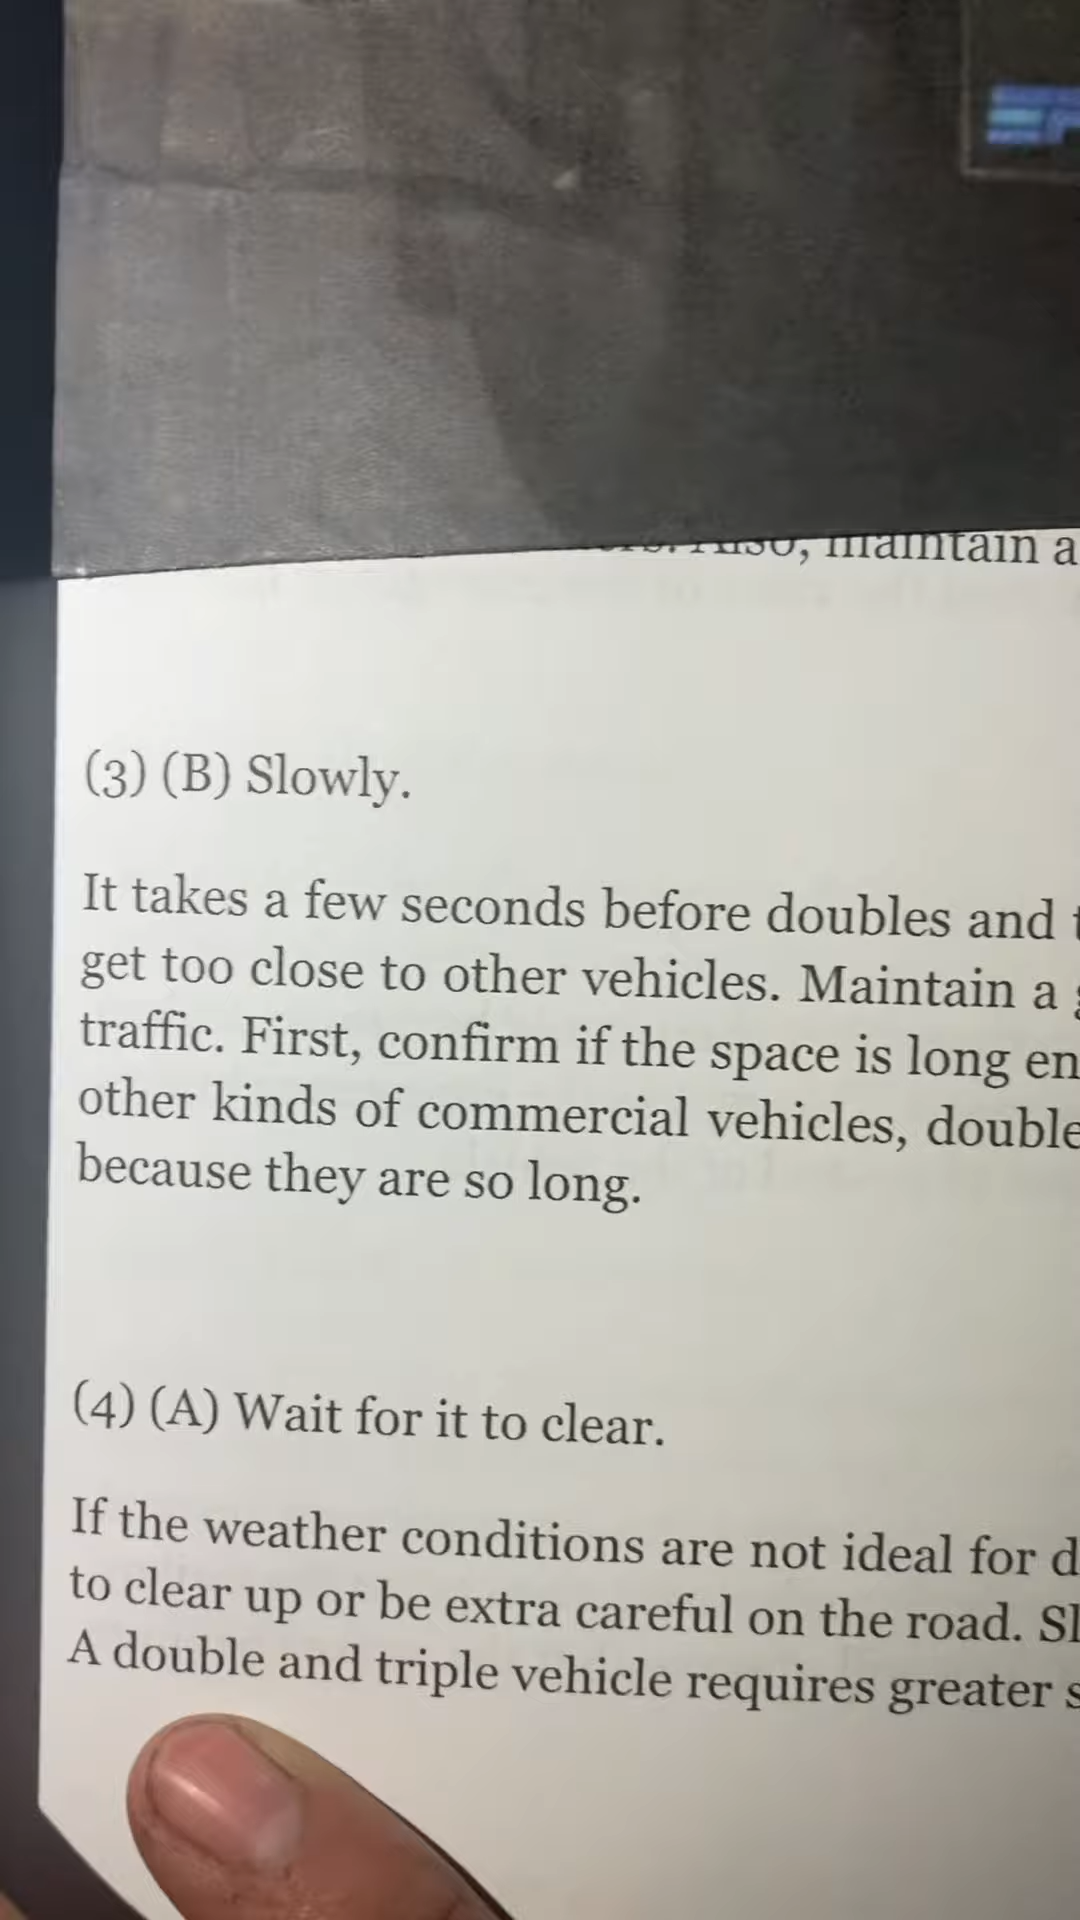 maintain a
(3) (B) Slowly.
It takes a few seconds before doubles and
get too close to other vehicles. Maintain a
traffic. First, confirm if the space is long en
other kinds of commercial vehicles, double
because they are so long.
(4) (A) Wait for it to clear.
If the weather conditions are not ideal for d
to clear up or be extra careful on the road. Sl
A double and triple vehicle requires greater s